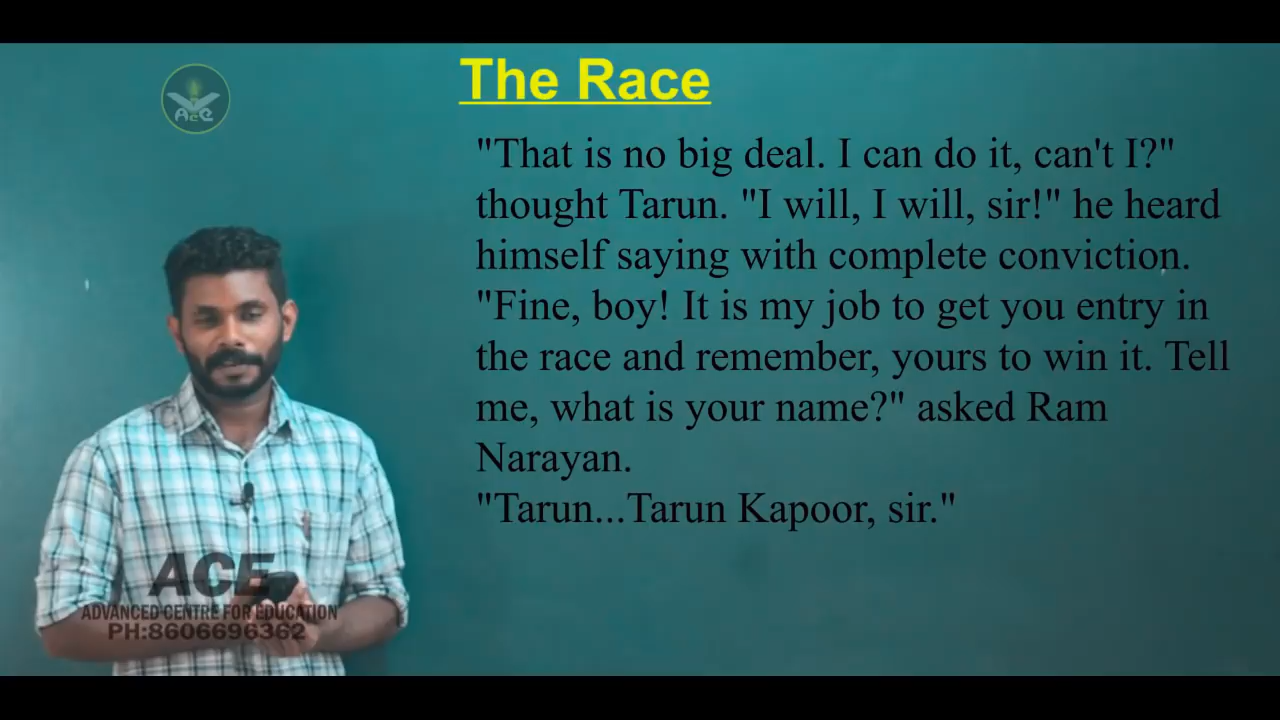 The Race
AcE
"That is no big deal. I can do it, can't I?"
thought Tarun. "I will, I will, sir!" he heard
himself saying with complete conviction.
"Fine, boy! It is my job to get you entry in
the race and remember, yours to win it. Tell
me, what is your name?" asked Ram
Narayan.
"Tarun...Tarun Kapoor, sir."
ACE
ADVANCED CENTRE FOR EDUCATION
PH:8606696362